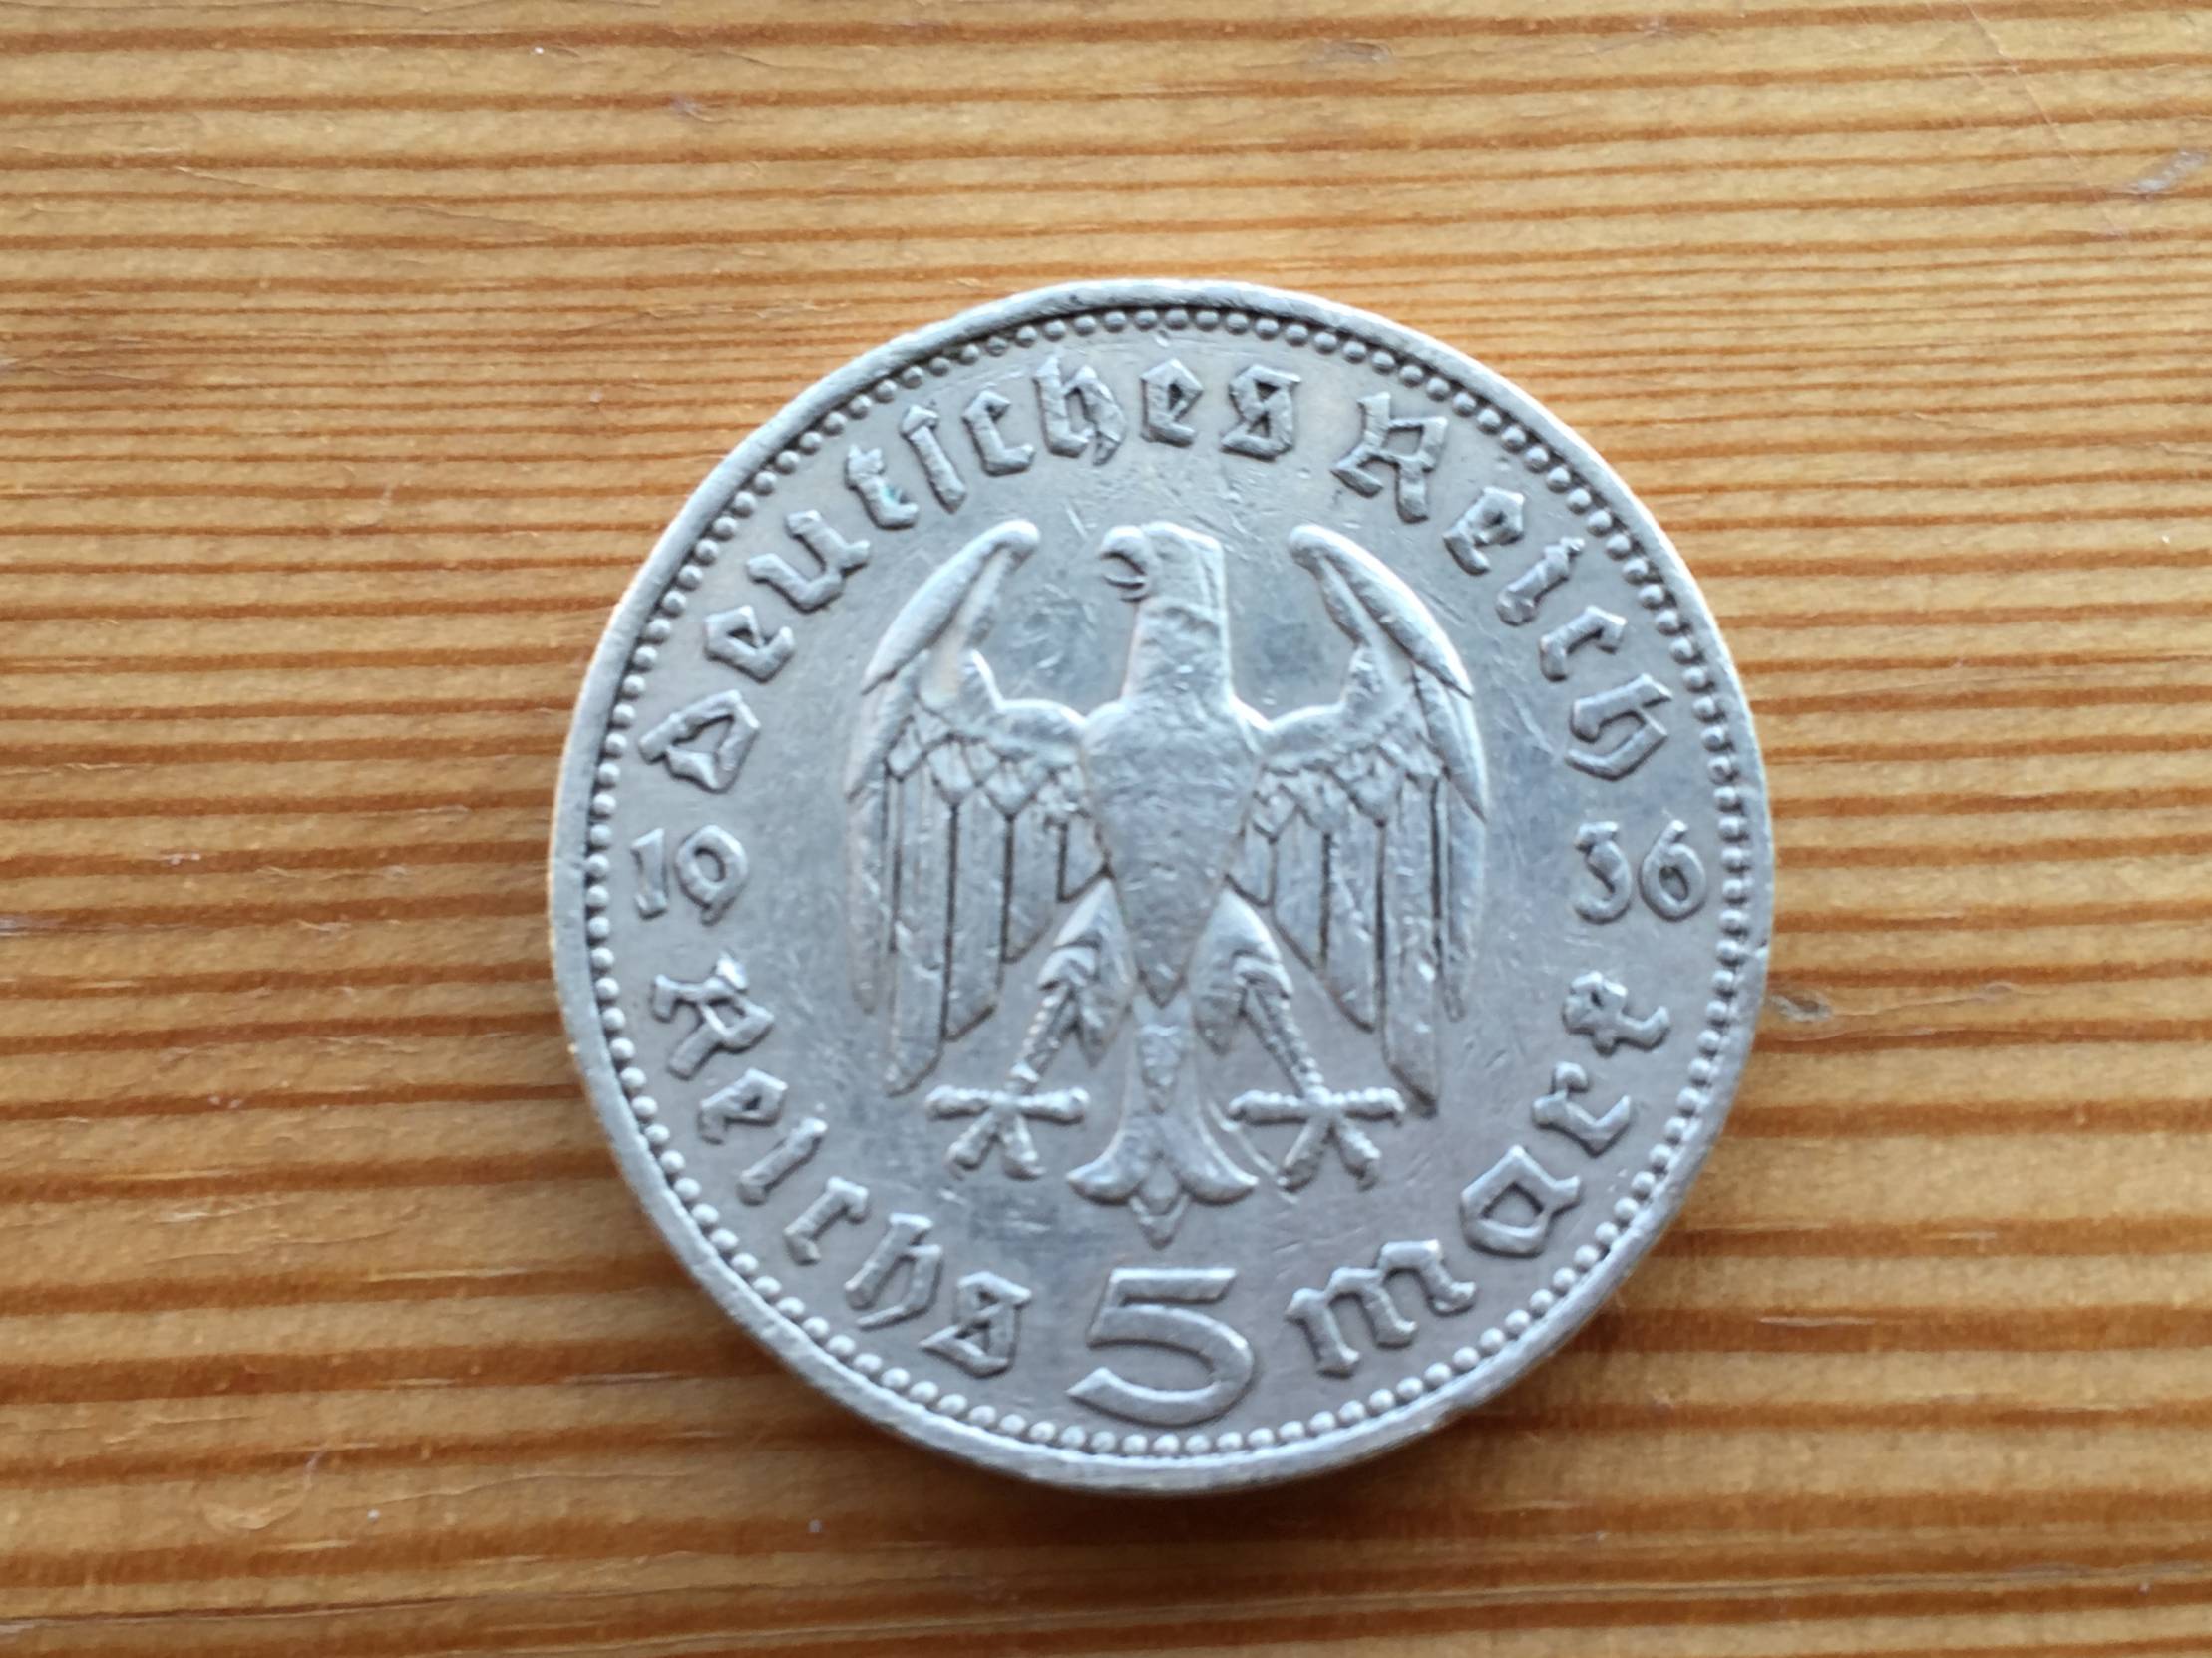 Deutſches Reich
19 36
Reichs 5 mark